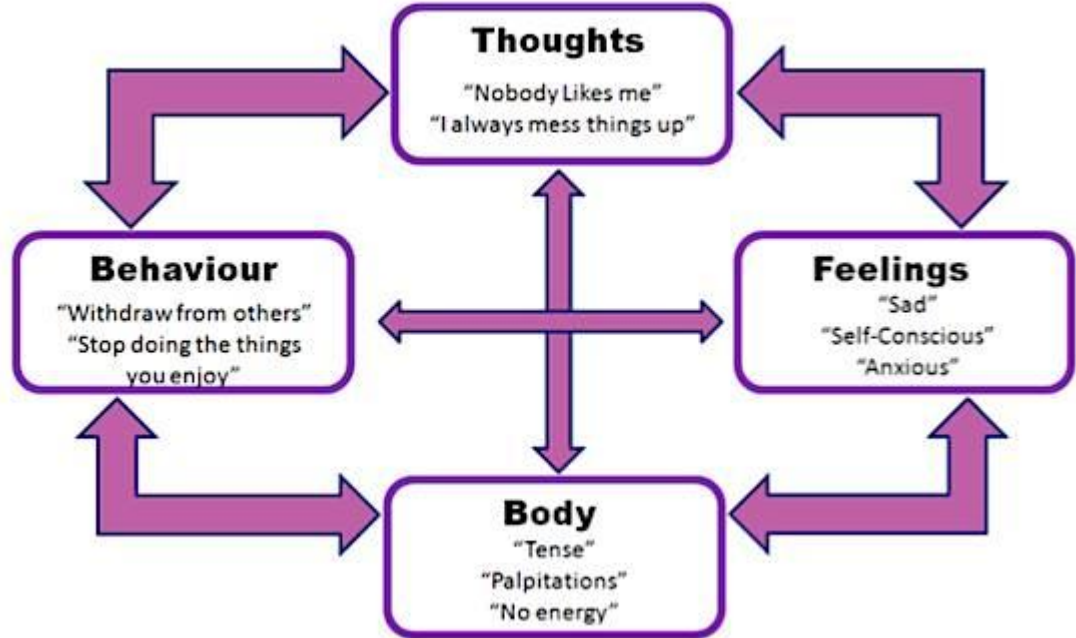 Thoughts
“Nobody Likes me”
“I always mess things up”
Behaviour
“Withdraw from others”
“Stop doing the things
you enjoy”
Feelings
“Sad”
“Self-Conscious”
“Anxious”
Body
“Tense”
“Palpitations”
“No energy”